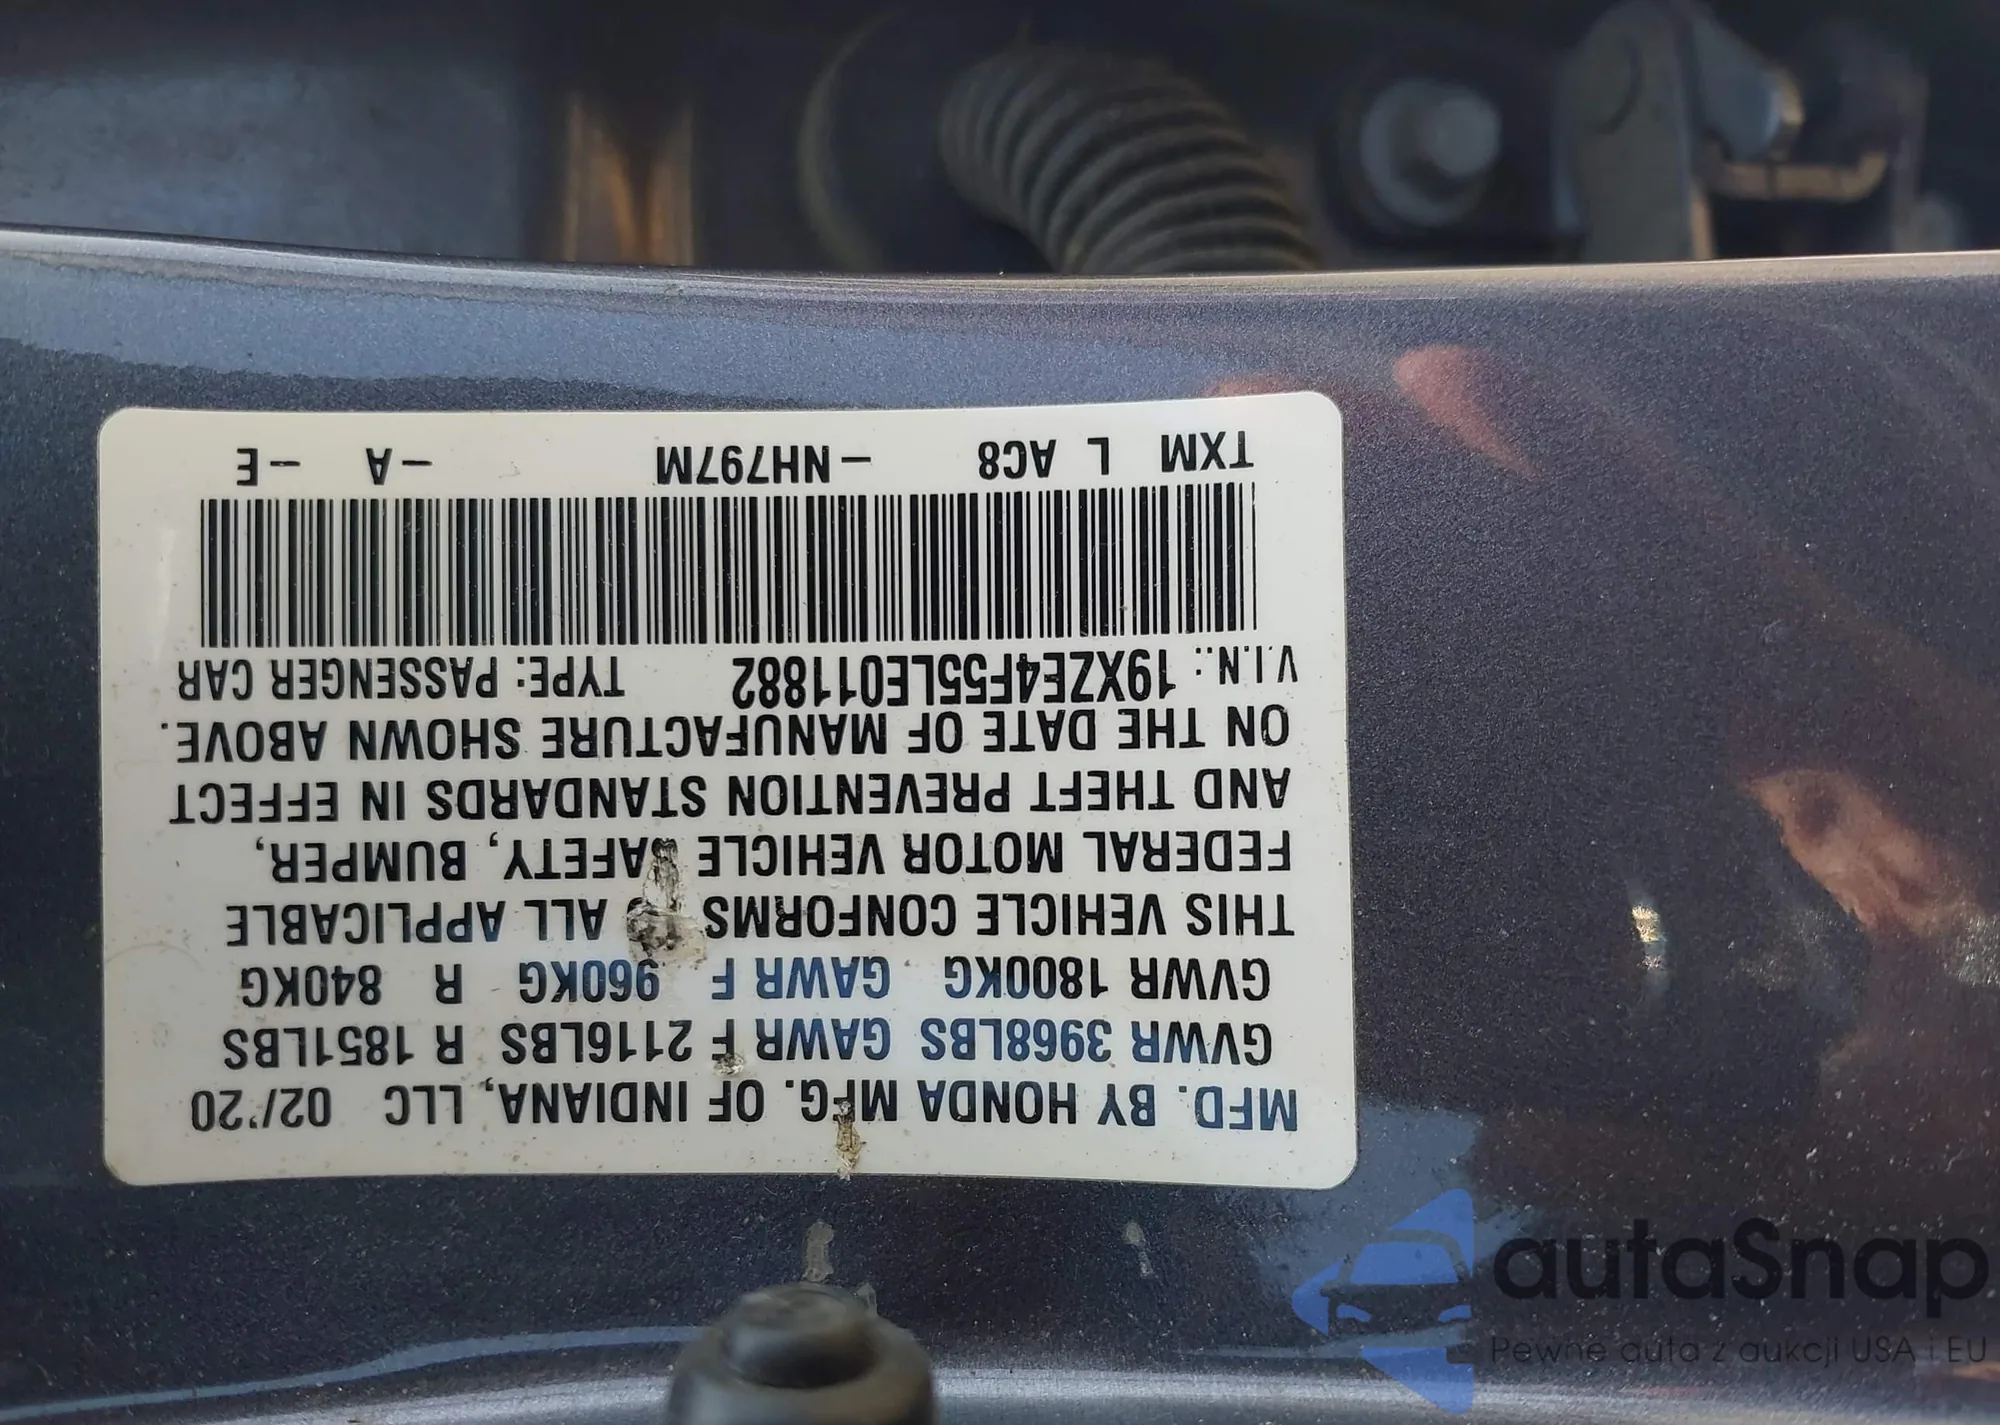 MFD. BY HONDA MFG. OF INDIANA, LLC 02/'20
GVWR 3968LBS GAWR F 2116LBS R 1851LBS
GVWR 1800KG GAWR F 960KG R 840KG
THIS VEHICLE CONFORMS ALL APPLICABLE
FEDERAL MOTOR VEHICLE SAFETY, BUMPER,
AND THEFT PREVENTION STANDARDS IN EFFECT
ON THE DATE OF MANUFACTURE SHOWN ABOVE.
V.I.N.: 19XZE4F55LE011882 TYPE: PASSENGER CAR
TXM L AC8 -NH797M -A -E
autaSnap
Pewne auta z aukcji USA i EU